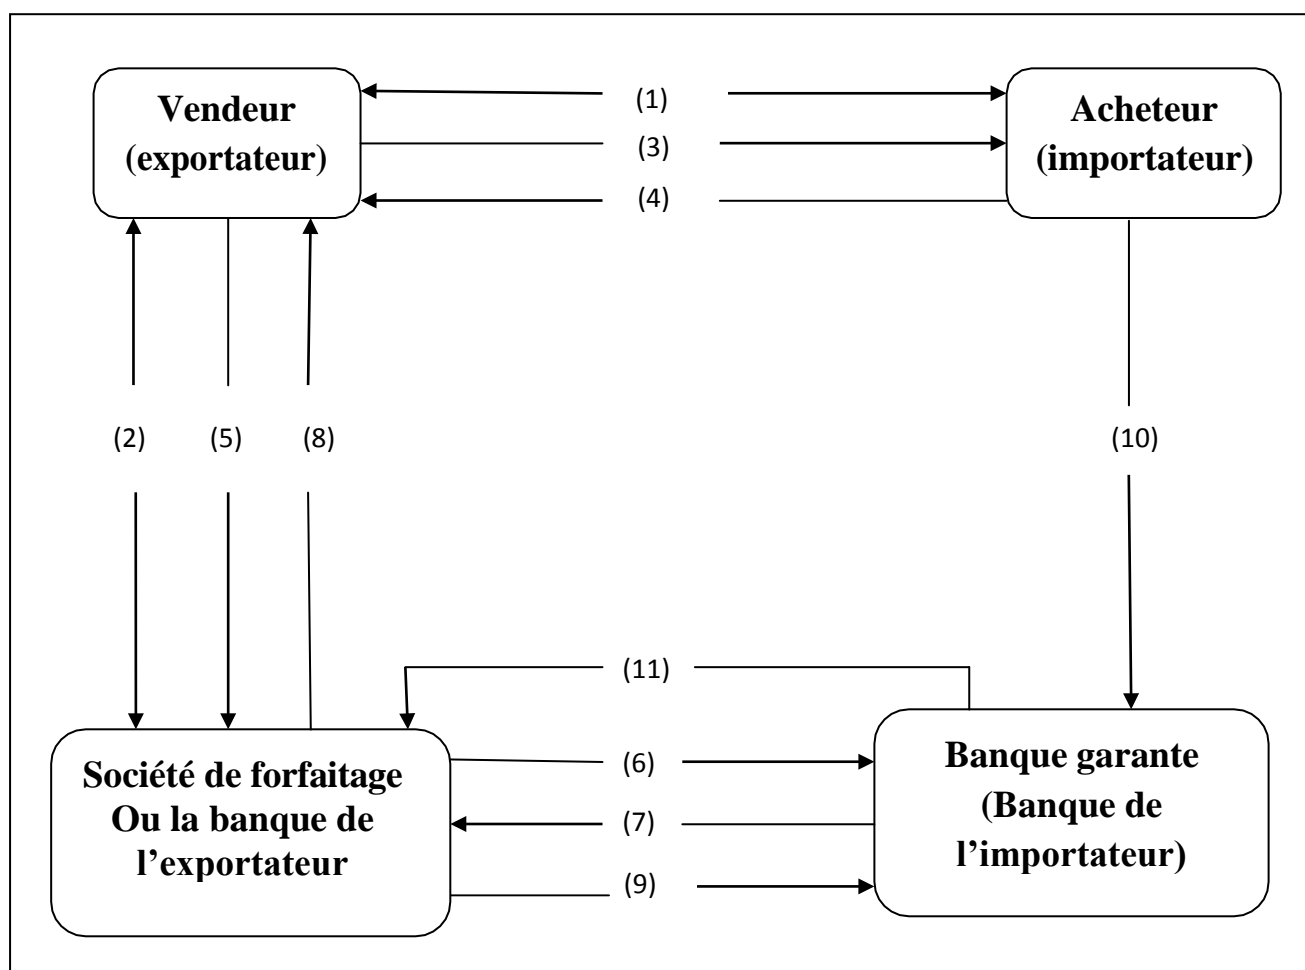 Vendeur
(exportateur)
(1)
(3)
(4)
Acheteur
(importateur)
(2)
(5)
(8)
(10)
(11)
Société de forfaitage
Ou la banque de
l’exportateur
(6)
(7)
(9)
Banque garante
(Banque de
l’importateur)